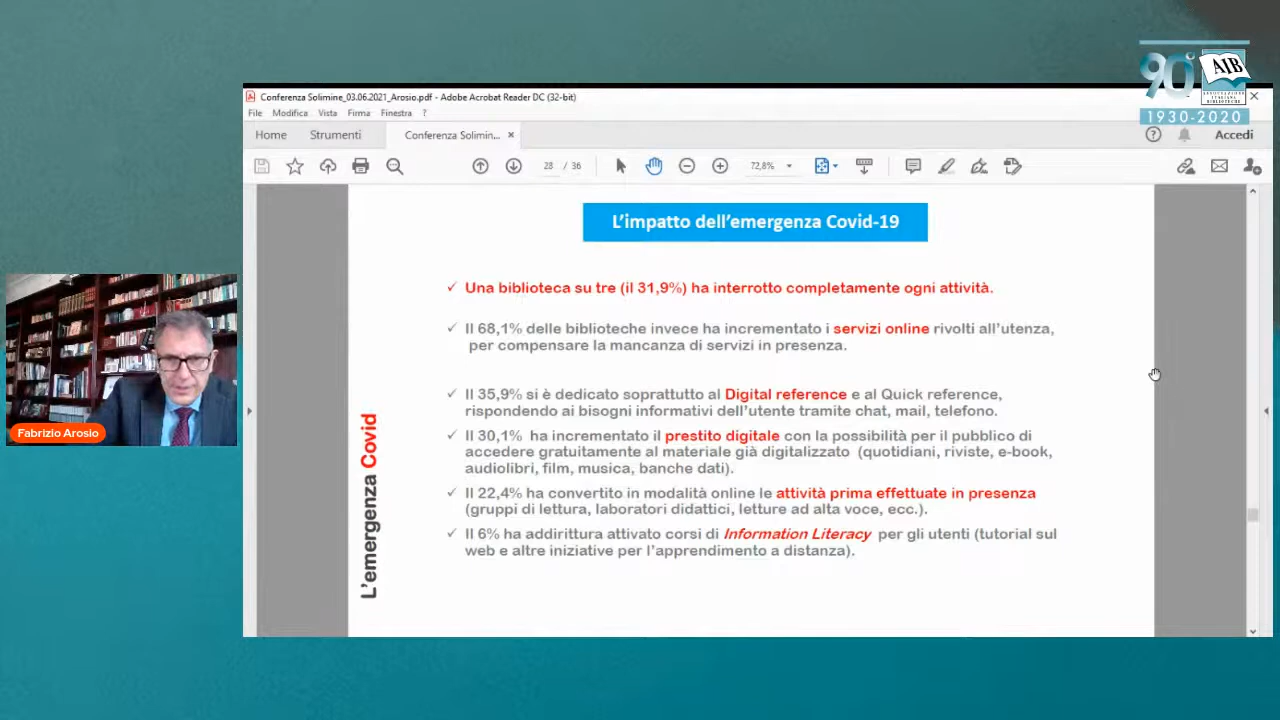 90°
AIB
ASSOCIAZIONE
ITALIANA
BIBLIOTECHE
1930-2020
Conferenza Solimine_03.06.2021_Arosio.pdf - Adobe Acrobat Reader DC (32-bit)
File Modifica Vista Firma Finestra ?
Home Strumenti Conferenza Solimin... Accedi
28 / 36 72,8%
L'impatto dell'emergenza Covid-19
✓ Una biblioteca su tre (il 31,9%) ha interrotto completamente ogni attività.
✓ Il 68,1% delle biblioteche invece ha incrementato i servizi online rivolti all'utenza,
per compensare la mancanza di servizi in presenza.
✓ Il 35,9% si è dedicato soprattutto al Digital reference e al Quick reference,
rispondendo ai bisogni informativi dell'utente tramite chat, mail, telefono.
✓ Il 30,1% ha incrementato il prestito digitale con la possibilità per il pubblico di
accedere gratuitamente al materiale già digitalizzato (quotidiani, riviste, e-book,
audiolibri, film, musica, banche dati).
✓ Il 22,4% ha convertito in modalità online le attività prima effettuate in presenza
(gruppi di lettura, laboratori didattici, letture ad alta voce, ecc.).
✓ Il 6% ha addirittura attivato corsi di Information Literacy per gli utenti (tutorial sul
web e altre iniziative per l'apprendimento a distanza).
L'emergenza Covid
Fabrizio Arosio